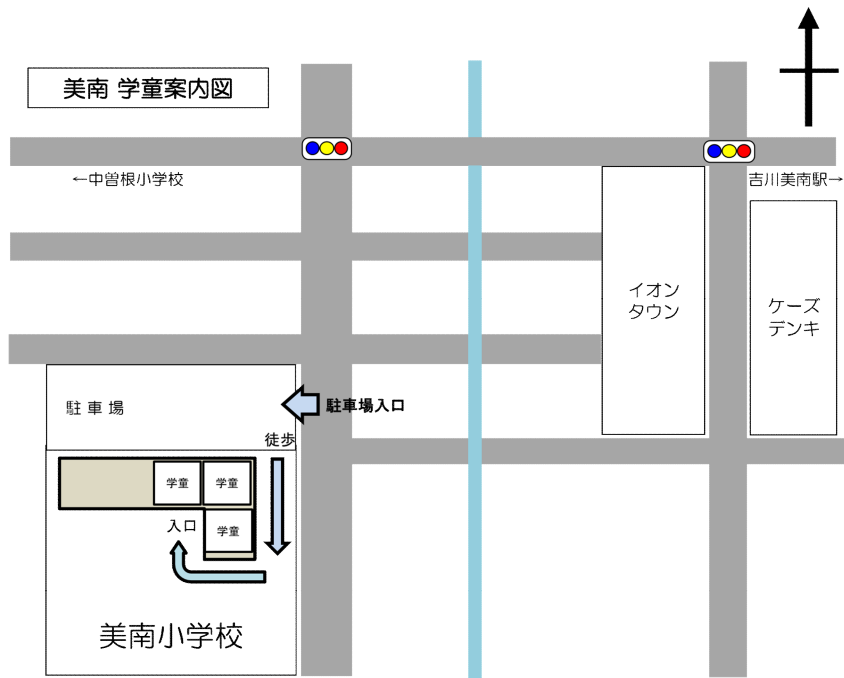 美南 学童案内図
←中曽根小学校
吉川美南駅→
イオン
タウン
ケーズ
デンキ
駐 車 場
駐車場入口
徒歩
学童
学童
入口
学童
美南小学校